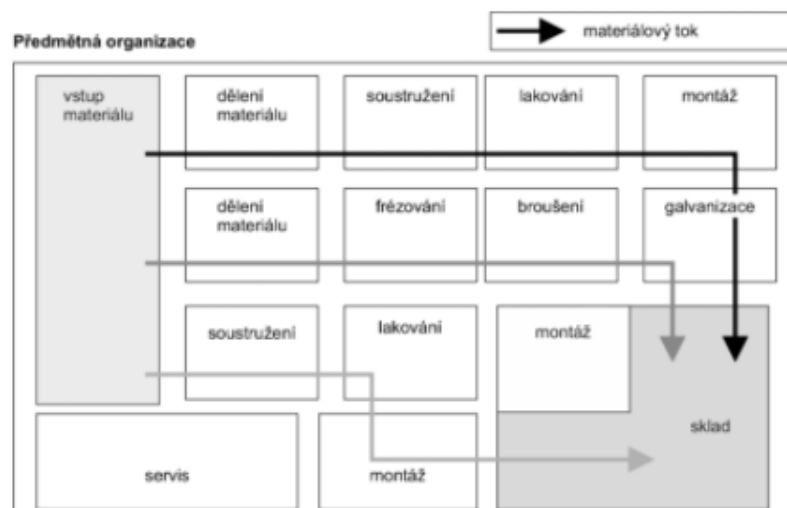 materiálový tok
Předmětná organizace
vstup
materiálu
dělení
materiálu
soustružení
lakování
montáž
dělení
materiálu
frézování
broušení
galvanizace
soustružení
lakování
montáž
sklad
servis
montáž